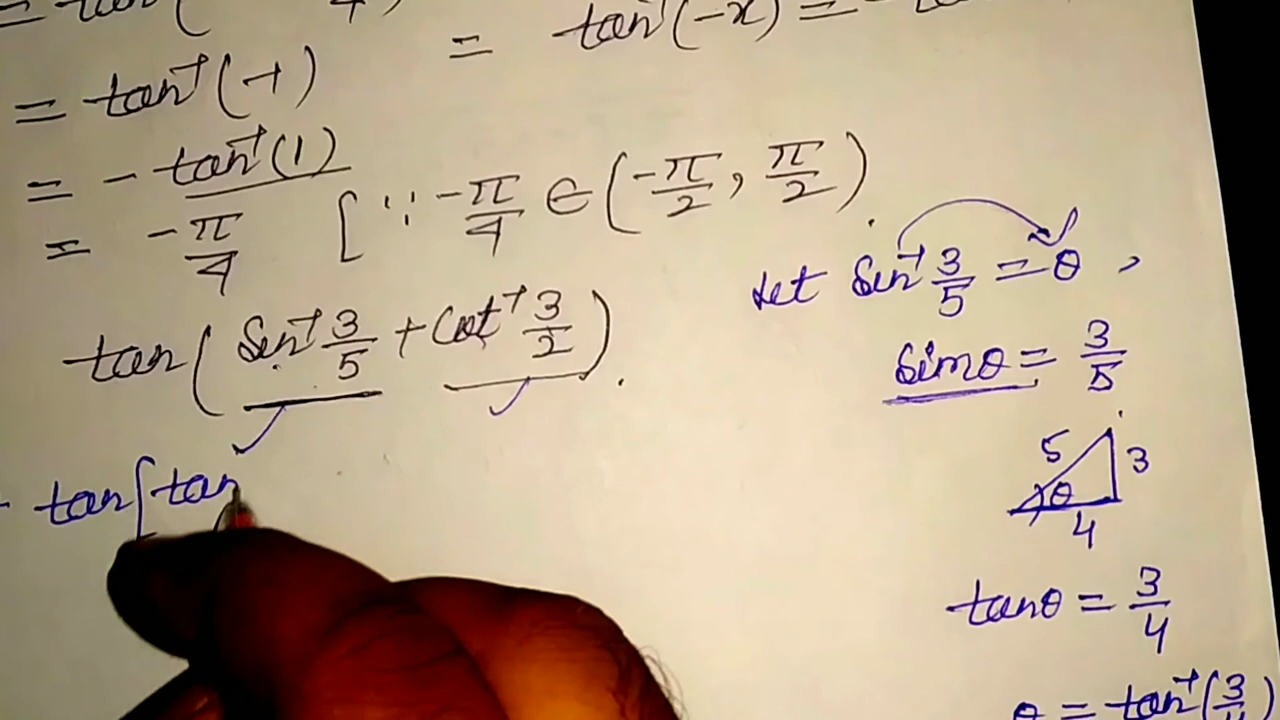 = tan⁻¹(-x) =
= tan⁻¹(-1)
= - tan⁻¹(1)
= -π/4 [∵ -π/4 ∈ (-π/2, π/2).
tan(Sin⁻¹ 3/5 + Cot⁻¹ 3/2).
tan[tan
Let Sin⁻¹ 3/5 = θ,
Sinθ = 3/5
5 3
θ
4
tanθ = 3/4
θ = tan⁻¹(3/4)